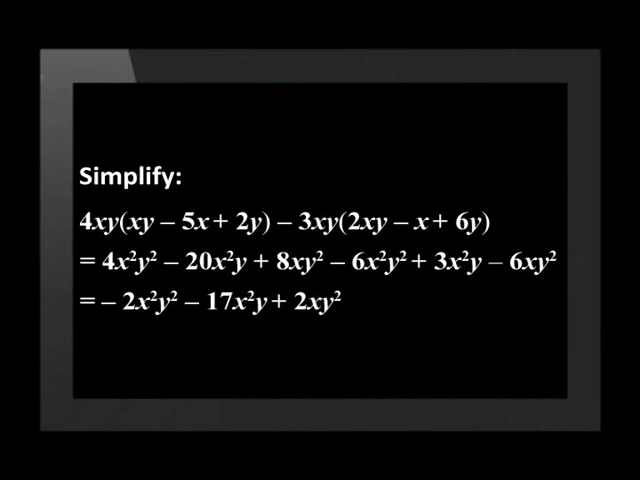 Simplify:
4xy(xy – 5x + 2y) – 3xy(2xy – x + 6y)
= 4x²y² – 20x²y + 8xy² – 6x²y² + 3x²y – 6xy²
= – 2x²y² – 17x²y + 2xy²